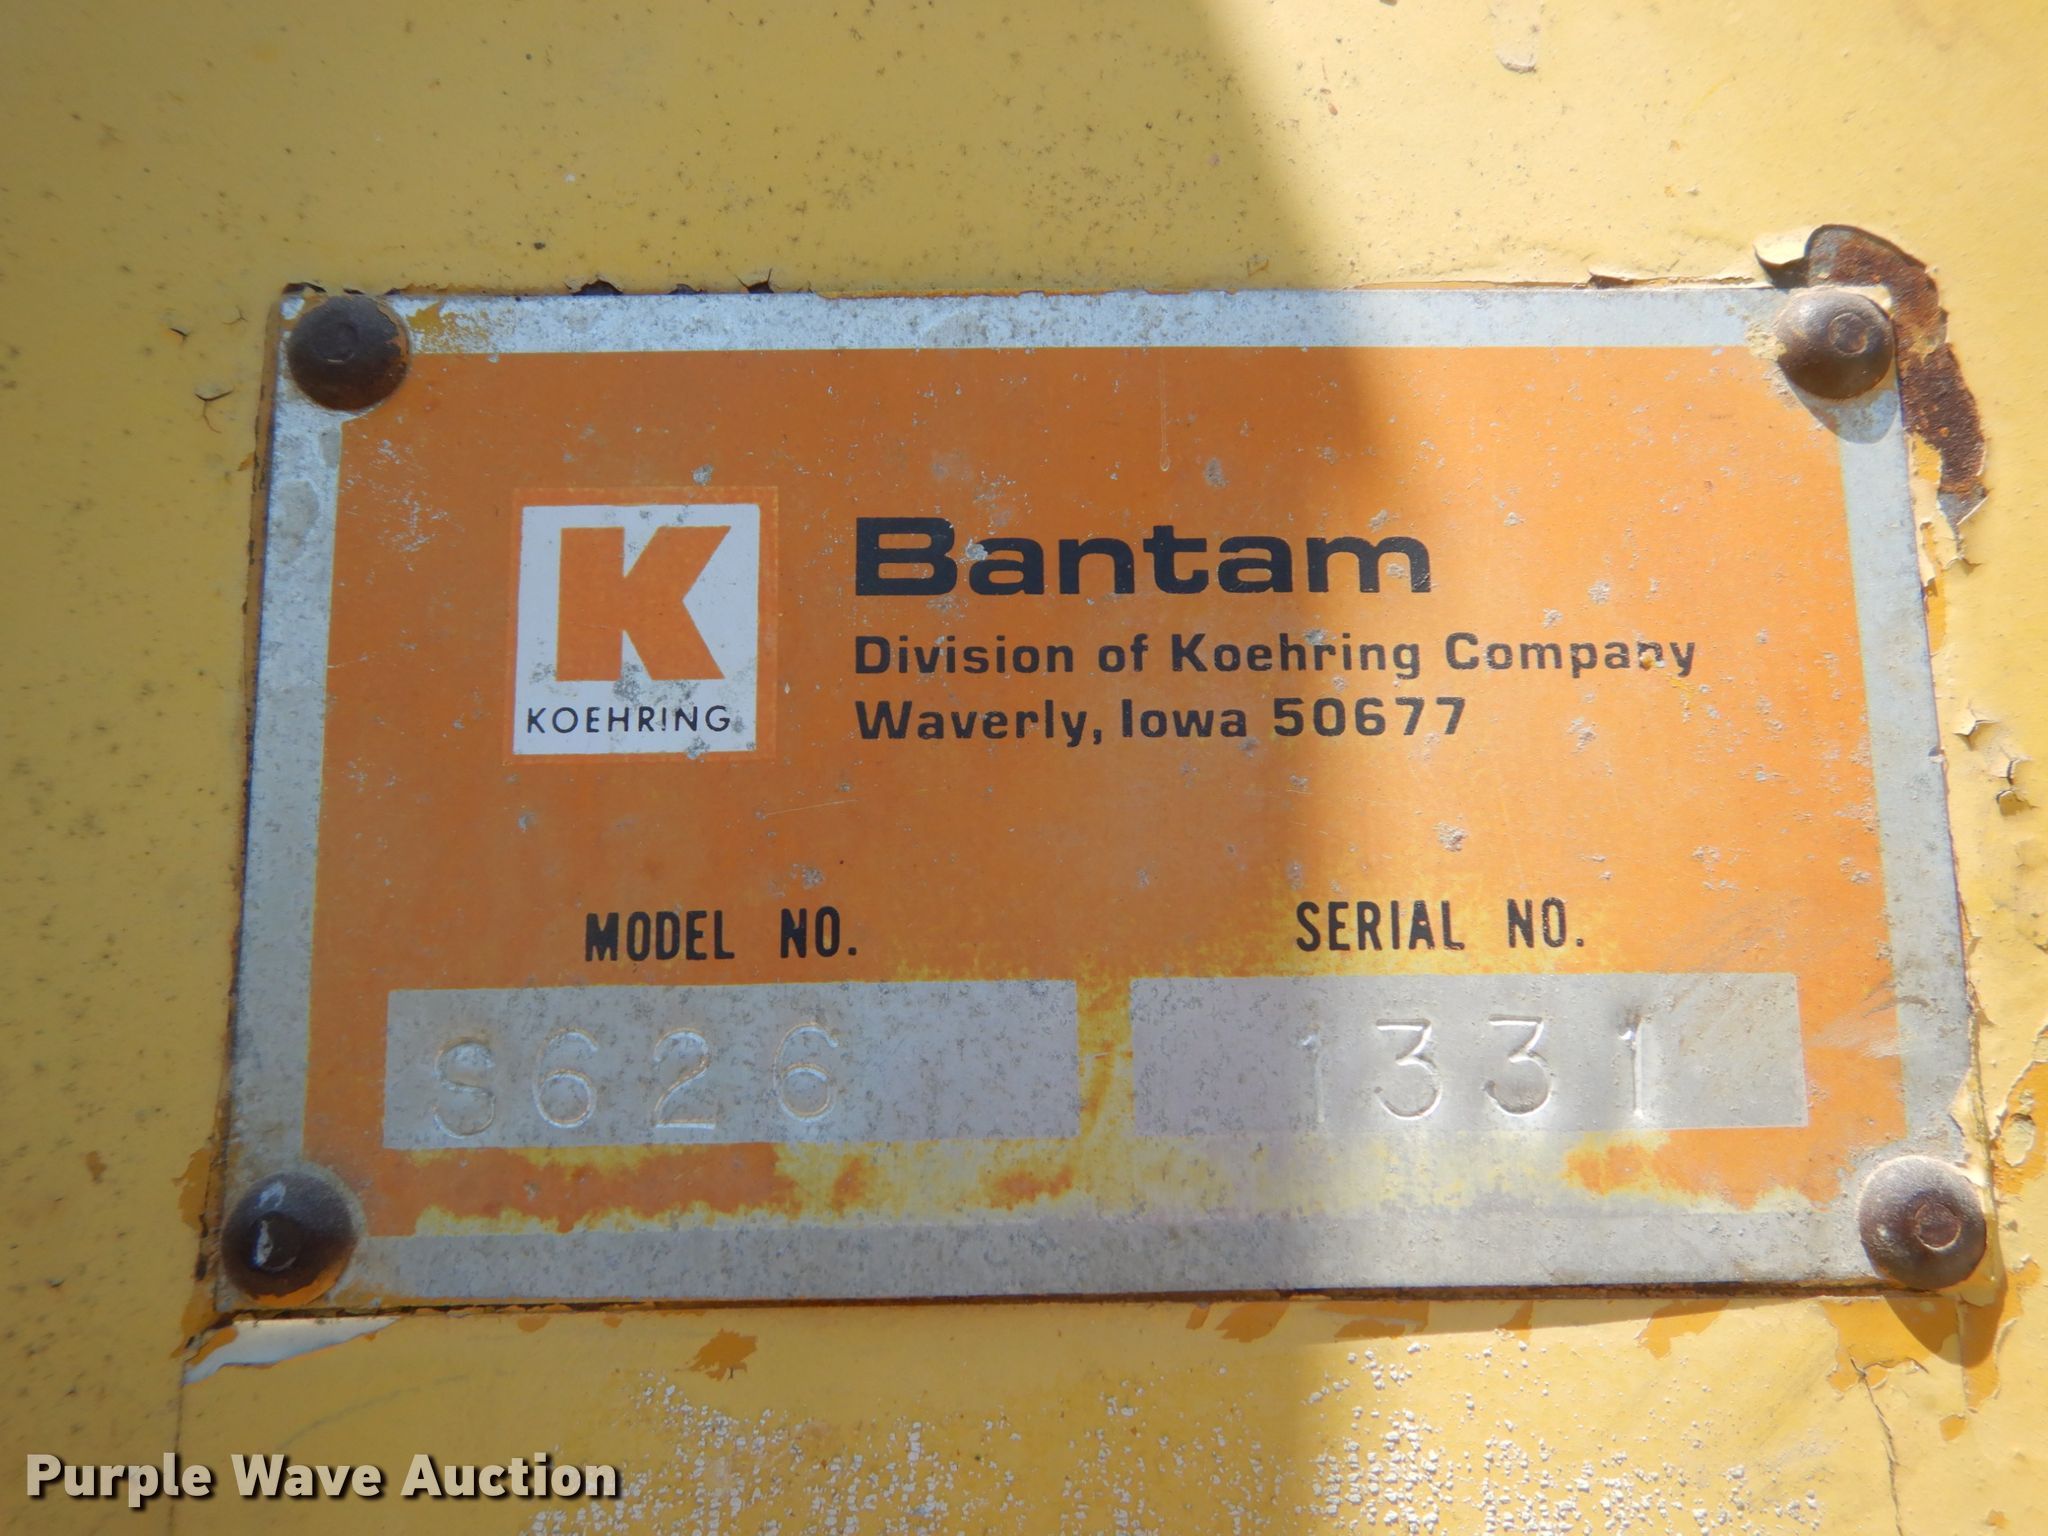 Bantam
Division of Koehring Company
Waverly, Iowa 50677
K
KOEHRING
MODEL NO. SERIAL NO.
S626 1331
Purple Wave Auction